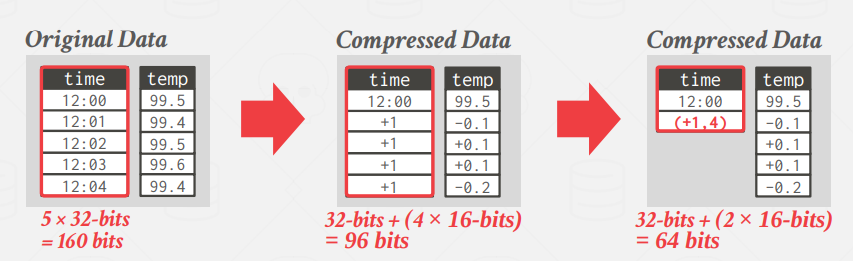 Original Data
time temp
12:00 99.5
12:01 99.4
12:02 99.5
12:03 99.6
12:04 99.4
5 × 32-bits
= 160 bits
Compressed Data
time temp
12:00 99.5
+1 -0.1
+1 +0.1
+1 +0.1
+1 -0.2
32-bits + (4 × 16-bits)
= 96 bits
Compressed Data
time temp
12:00 99.5
(+1,4) -0.1
+0.1
+0.1
-0.2
32-bits + (2 × 16-bits)
= 64 bits